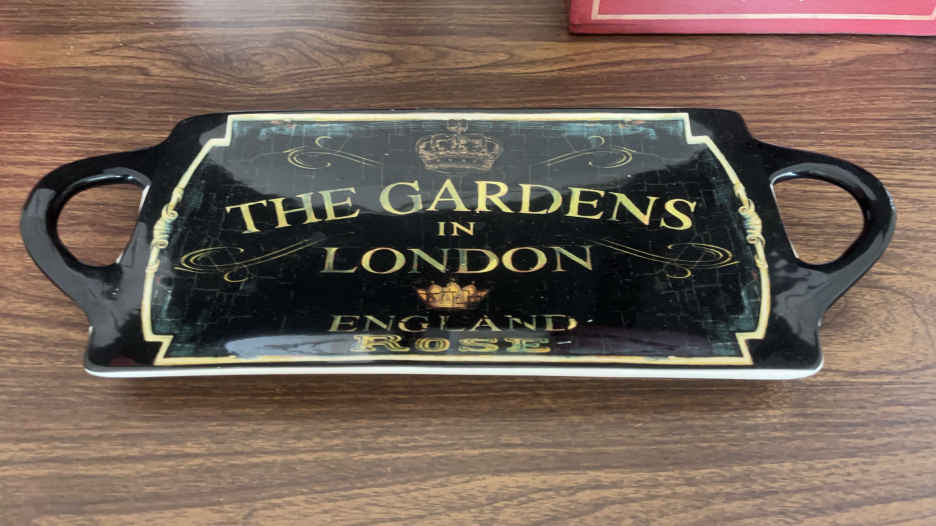 THE GARDENS
IN
LONDON
ENGLAND
ROSE